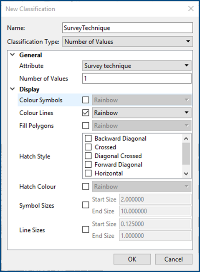 New Classification
Name: SurveyTechnique
Classification Type: Number of Values
General
Attribute Survey technique
Number of Values 1
Display
Colour Symbols Rainbow
Colour Lines Rainbow
Fill Polygons Rainbow
Backward Diagonal
Crossed
Hatch Style Diagonal Crossed
Forward Diagonal
Horizontal
Hatch Colour Rainbow
Symbol Sizes Start Size 2.000000
End Size 10.000000
Line Sizes Start Size 0.125000
End Size 1.000000
OK Cancel